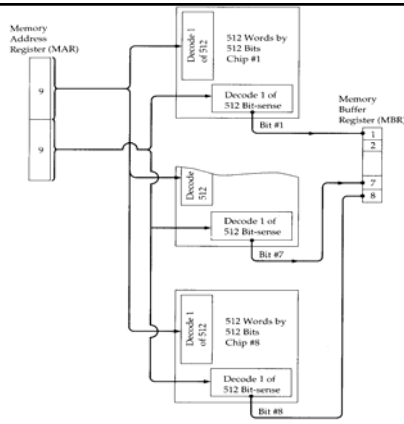 Memory
Address
Register (MAR)
9
9
Decode 1
of 512
512 Words by
512 Bits
Chip #1
Decode 1 of
512 Bit-sense
Bit #1
Memory
Buffer
Register (MBR)
1
2
7
8
Decode
512
Decode 1 of
512 Bit-sense
Bit #7
Decode 1
of 512
512 Words by
512 Bits
Chip #8
Decode 1 of
512 Bit-sense
Bit #8